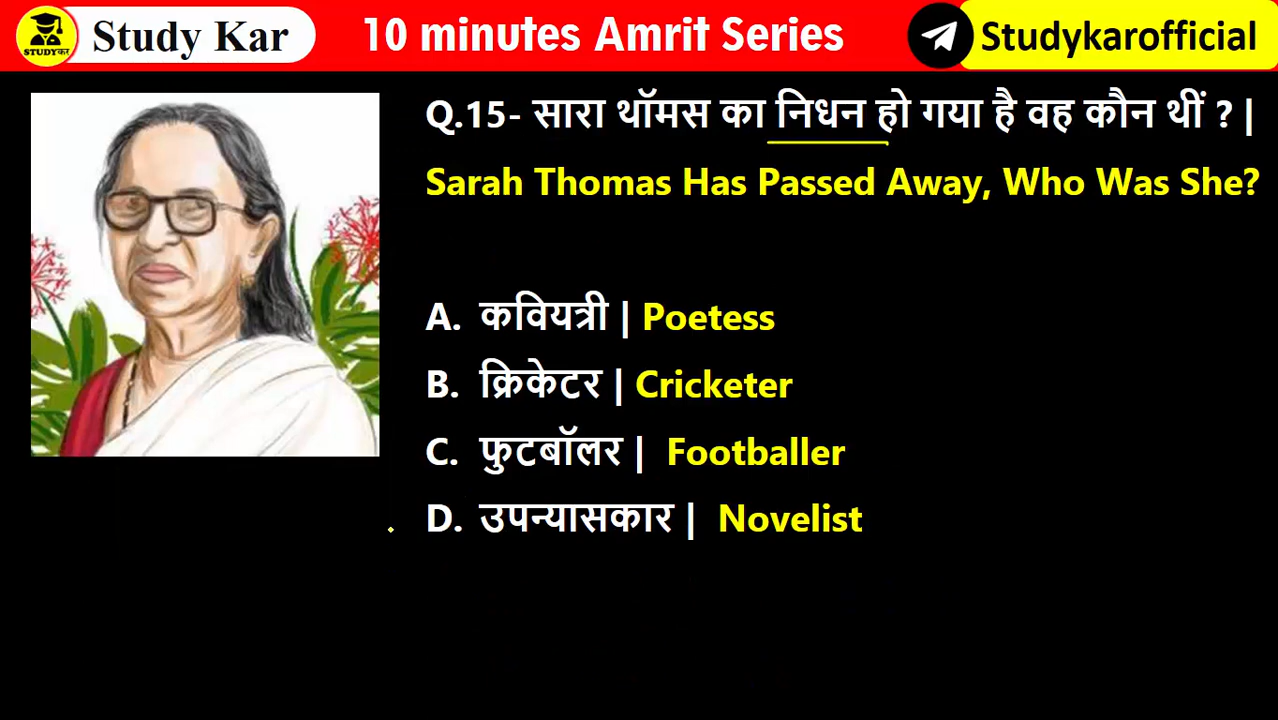 STUDYकर
Study Kar
10 minutes Amrit Series
Studykarofficial
Q.15- सारा थॉमस का निधन हो गया है वह कौन थीं ? |
Sarah Thomas Has Passed Away, Who Was She?
A. कवियत्री | Poetess
B. क्रिकेटर | Cricketer
C. फुटबॉलर | Footballer
D. उपन्यासकार | Novelist